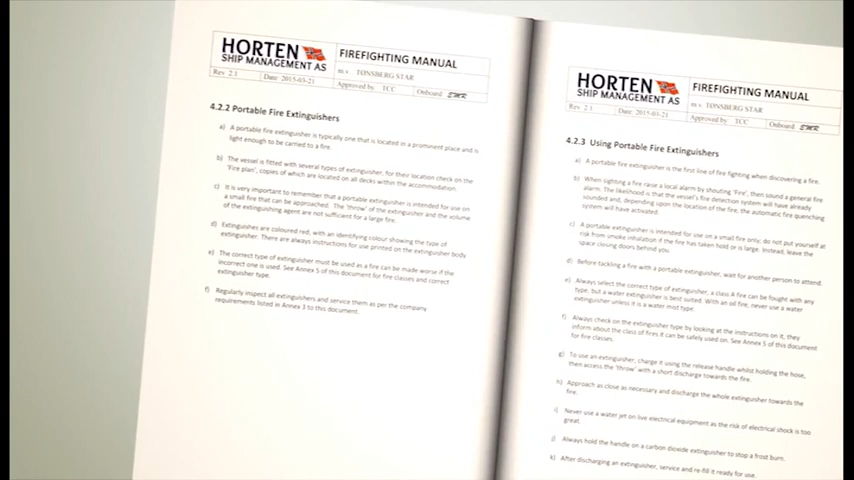 HORTEN
SHIP MANAGEMENT AS
FIREFIGHTING MANUAL
m.v. TØNSBERG STAR
Rev 2.1 Date: 2015-03-21 Approved by TCC Onboard SMR
4.2.2 Portable Fire Extinguishers
a) A portable fire extinguisher is typically one that is located in a prominent place and is
light enough to be carried to a fire.
b) The vessel is fitted with several types of extinguisher, for their location check on the
'Fire plan', copies of which are located on all decks within the accommodation.
c) It is very important to remember that a portable extinguisher is intended for use on
a small fire that can be approached. The 'throw' of the extinguisher and the volume
of the extinguishing agent are not sufficient for a large fire.
d) Extinguishers are coloured red, with an identifying colour showing the type of
extinguisher. There are always instructions for use printed on the extinguisher body.
e) The correct type of extinguisher must be used as a fire can be made worse if the
incorrect one is used. See Annex 5 of this document for fire classes and correct
extinguisher type.
f) Regularly inspect all extinguishers and service them as per the company
requirements listed in Annex 3 to this document.
HORTEN
SHIP MANAGEMENT AS
FIREFIGHTING MANUAL
m.v. TØNSBERG STAR
Rev 2.1 Date: 2015-03-21 Approved by TCC Onboard SMR
4.2.3 Using Portable Fire Extinguishers
a) A portable fire extinguisher is the first line of fire fighting when discovering a fire.
b) When sighting a fire raise a local alarm by shouting 'Fire', then sound a general fire
alarm. The likelihood is that the vessel's fire detection system will have already
sounded and, depending upon the location of the fire, the automatic fire quenching
system will have activated.
c) A portable extinguisher is intended for use on a small fire only; do not put yourself at
risk from smoke inhalation if the fire has taken hold or is large. Instead, leave the
space closing doors behind you.
d) Before tackling a fire with a portable extinguisher, wait for another person to attend.
e) Always select the correct type of extinguisher, a class A fire can be fought with any
type, but a water extinguisher is best suited. With an oil fire, never use a water
extinguisher unless it is a water mist type.
f) Always check on the extinguisher type by looking at the instructions on it, they
inform about the class of fires it can be safely used on. See Annex 5 of this document
for fire classes.
g) To use an extinguisher, charge it using the release handle whilst holding the hose,
then access the 'throw' with a short discharge towards the fire.
h) Approach as close as necessary and discharge the whole extinguisher towards the
fire.
i) Never use a water jet on live electrical equipment as the risk of electrical shock is too
great.
j) Always hold the handle on a carbon dioxide extinguisher to stop a frost burn.
k) After discharging an extinguisher, service and re-fill it ready for use.